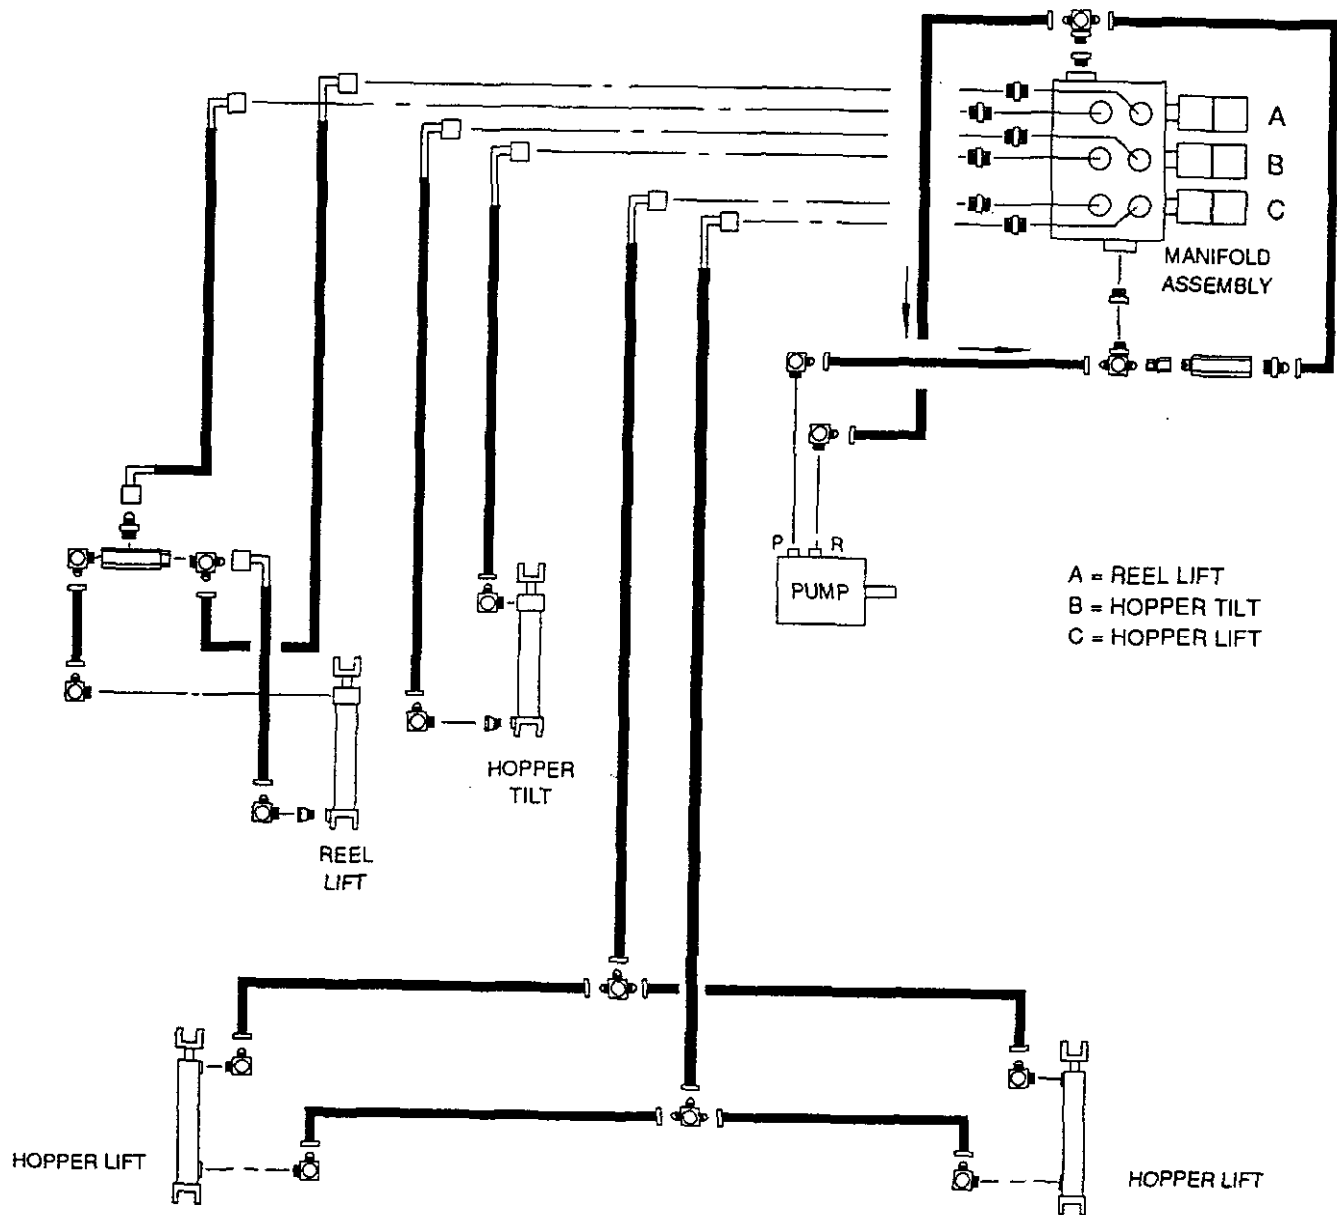 A
B
C
MANIFOLD
ASSEMBLY
P R
PUMP
A = REEL LIFT
B = HOPPER TILT
C = HOPPER LIFT
HOPPER
TILT
REEL
LIFT
HOPPER LIFT
HOPPER LIFT